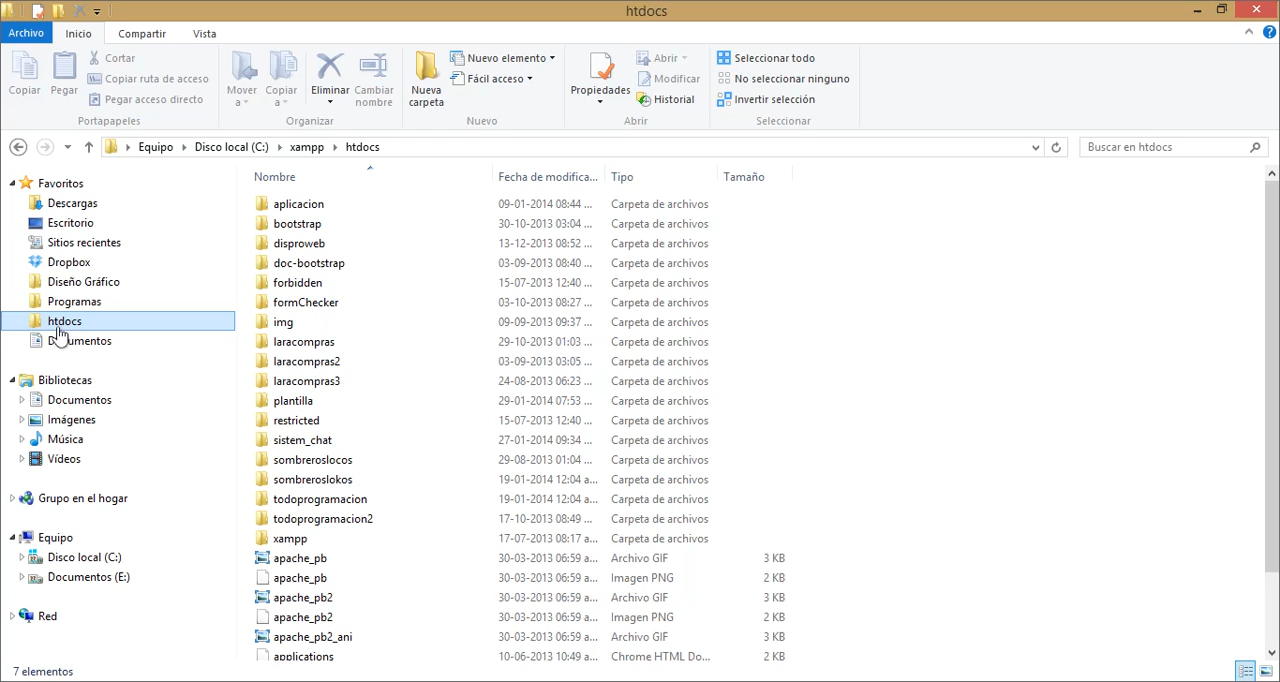 htdocs
Archivo Inicio Compartir Vista
Copiar
Pegar
Cortar
Copiar ruta de acceso
Pegar acceso directo
Portapapeles
Mover a
Copiar a
Eliminar
Cambiar nombre
Organizar
Nueva carpeta
Nuevo elemento
Fácil acceso
Nuevo
Propiedades
Abrir
Modificar
Historial
Abrir
Seleccionar todo
No seleccionar ninguno
Invertir selección
Seleccionar
Equipo Disco local (C:) xampp htdocs
Buscar en htdocs
Favoritos
Descargas
Escritorio
Sitios recientes
Dropbox
Diseño Gráfico
Programas
htdocs
Documentos
Bibliotecas
Documentos
Imágenes
Música
Vídeos
Grupo en el hogar
Equipo
Disco local (C:)
Documentos (E:)
Red
Nombre Fecha de modifica... Tipo Tamaño
aplicacion 09-01-2014 08:44 ... Carpeta de archivos
bootstrap 30-10-2013 03:04 ... Carpeta de archivos
disproweb 13-12-2013 08:52 ... Carpeta de archivos
doc-bootstrap 03-09-2013 08:40 ... Carpeta de archivos
forbidden 15-07-2013 12:40 ... Carpeta de archivos
formChecker 03-10-2013 08:27 ... Carpeta de archivos
img 09-09-2013 09:37 ... Carpeta de archivos
laracompras 29-10-2013 01:03 ... Carpeta de archivos
laracompras2 03-09-2013 03:05 ... Carpeta de archivos
laracompras3 24-08-2013 06:23 ... Carpeta de archivos
plantilla 29-01-2014 07:53 ... Carpeta de archivos
restricted 15-07-2013 12:40 ... Carpeta de archivos
sistem_chat 27-01-2014 09:34 ... Carpeta de archivos
sombreroslocos 29-08-2013 01:04 ... Carpeta de archivos
sombreroslokos 19-01-2014 12:04 a... Carpeta de archivos
todoprogramacion 19-01-2014 12:04 a... Carpeta de archivos
todoprogramacion2 17-10-2013 08:49 ... Carpeta de archivos
xampp 17-07-2013 08:17 a... Carpeta de archivos
apache_pb 30-03-2013 06:59 a... Archivo GIF 3 KB
apache_pb 30-03-2013 06:59 a... Imagen PNG 2 KB
apache_pb2 30-03-2013 06:59 a... Archivo GIF 3 KB
apache_pb2 30-03-2013 06:59 a... Imagen PNG 2 KB
apache_pb2_ani 30-03-2013 06:59 a... Archivo GIF 3 KB
applications 10-06-2013 10:49 a... Chrome HTML Do... 2 KB
7 elementos